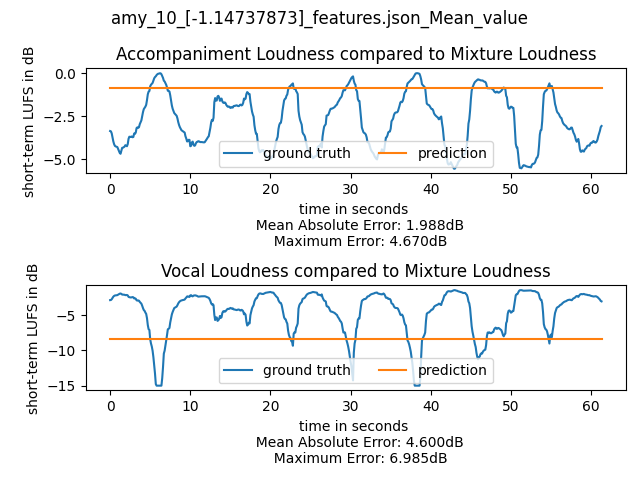 amy_10_[-1.14737873]_features.json_Mean_value
Accompaniment Loudness compared to Mixture Loudness
short-term LUFS in dB
0.0
−2.5
−5.0
ground truth prediction
0 10 20 30 40 50 60
time in seconds
Mean Absolute Error: 1.988dB
Maximum Error: 4.670dB
Vocal Loudness compared to Mixture Loudness
short-term LUFS in dB
−5
−10
−15
ground truth prediction
0 10 20 30 40 50 60
time in seconds
Mean Absolute Error: 4.600dB
Maximum Error: 6.985dB